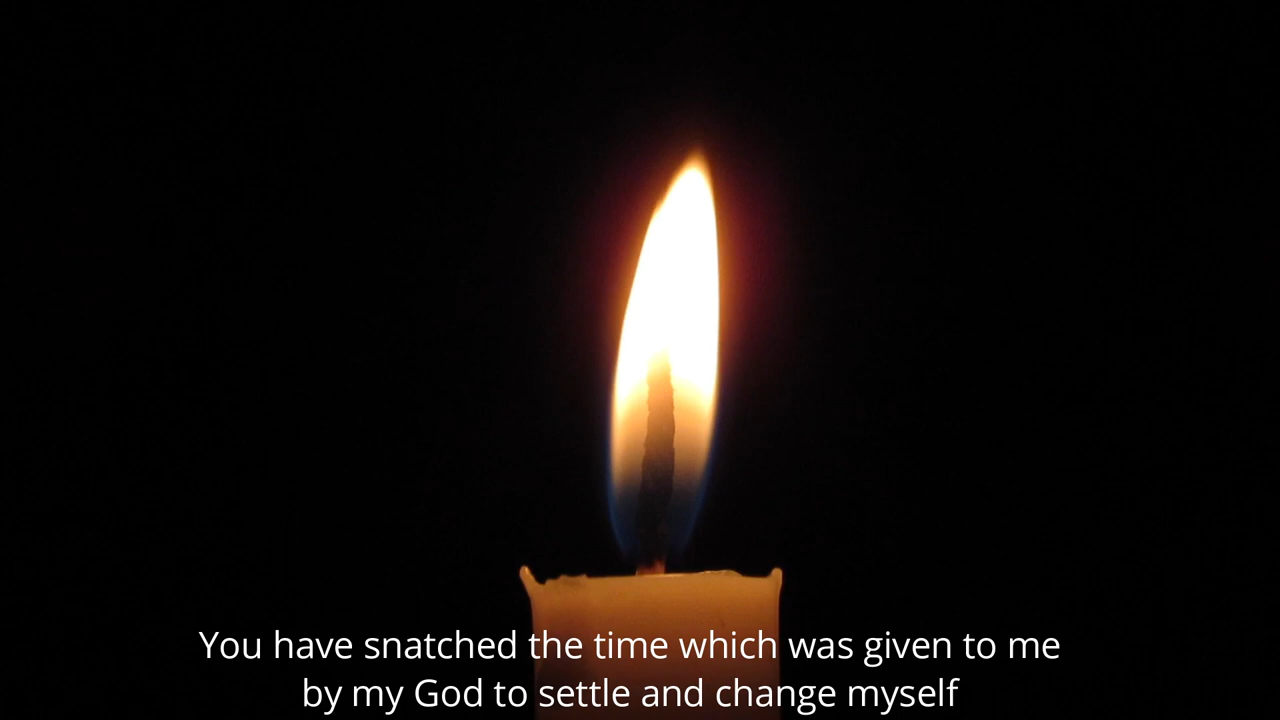 You have snatched the time which was given to me
by my God to settle and change myself